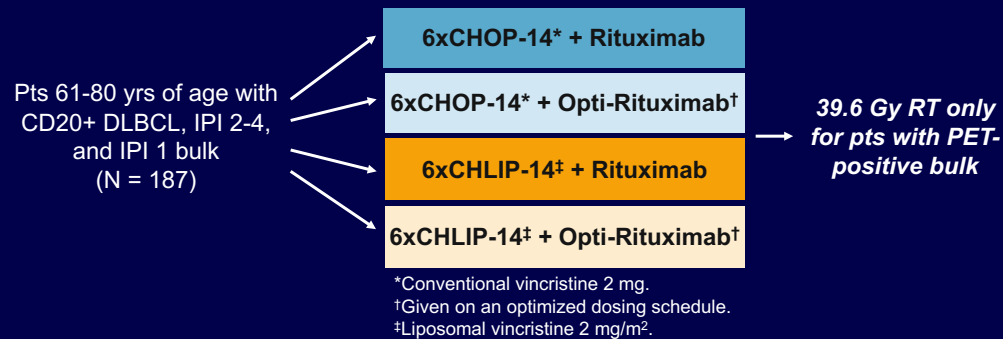 Pts 61-80 yrs of age with
CD20+ DLBCL, IPI 2-4,
and IPI 1 bulk
(N = 187)
6xCHOP-14* + Rituximab
6xCHOP-14* + Opti-Rituximab†
6xCHLIP-14‡ + Rituximab
6xCHLIP-14‡ + Opti-Rituximab†
39.6 Gy RT only
for pts with PET-
positive bulk
*Conventional vincristine 2 mg.
†Given on an optimized dosing schedule.
‡Liposomal vincristine 2 mg/m².